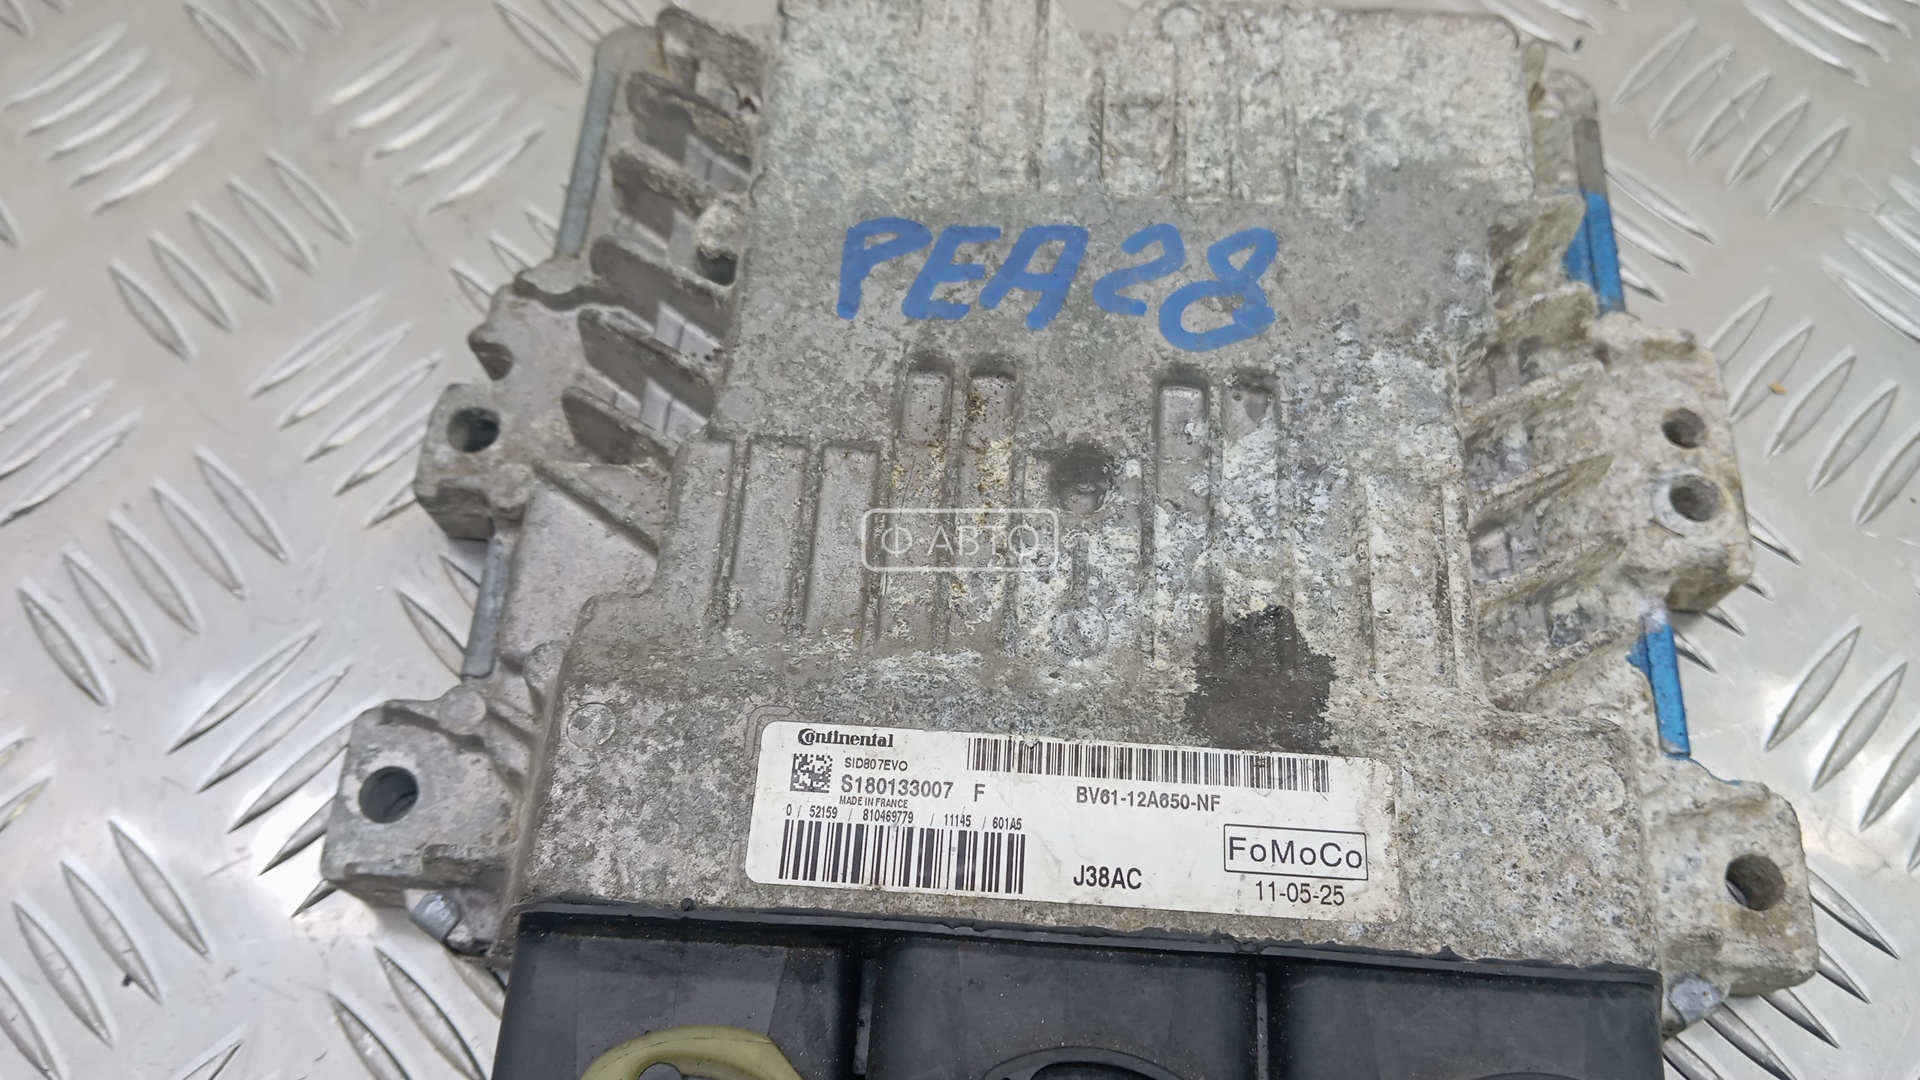 PEA28
Ф АВТО
Continental
SID807EVO
S180133007 F
MADE IN FRANCE
0 / 52159 / 810469779 / 11145 / 601A5
BV61-12A650-NF
J38AC
FoMoCo
11-05-25